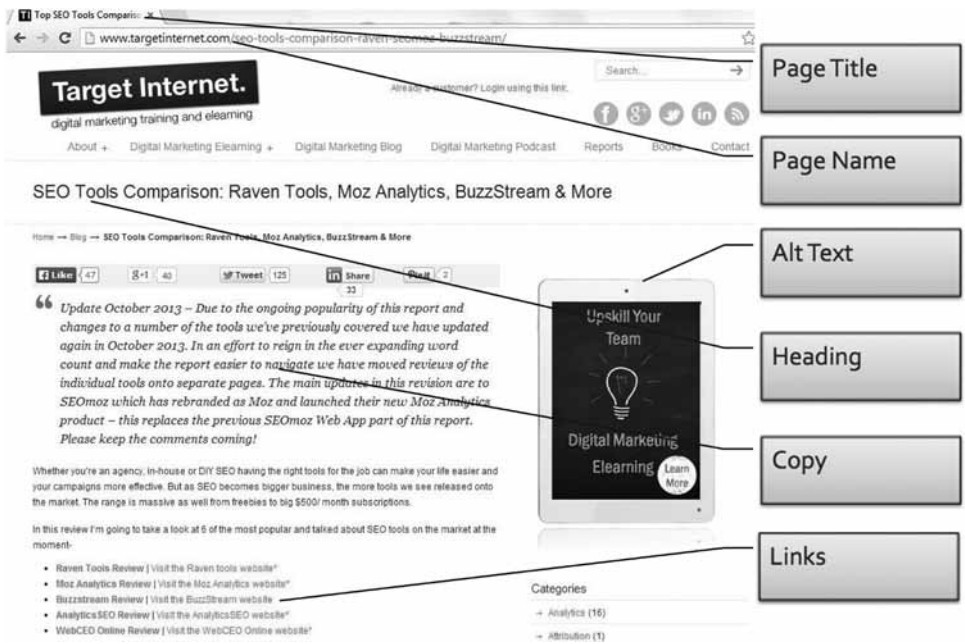 Top SEO Tools Compariso ×
www.targetinternet.com/seo-tools-comparison-raven-seomoz-buzzstream/
Target Internet.
digital marketing training and elearning
Already a customer? Login using this link.
Search...
About + Digital Marketing Elearning + Digital Marketing Blog Digital Marketing Podcast Reports Books Contact
SEO Tools Comparison: Raven Tools, Moz Analytics, BuzzStream & More
Home → Blog → SEO Tools Comparison: Raven Tools, Moz Analytics, BuzzStream & More
Like 47 g+1 40 Tweet 125 in Share 33 Pin it 2
“ Update October 2013 – Due to the ongoing popularity of this report and
changes to a number of the tools we've previously covered we have updated
again in October 2013. In an effort to reign in the ever expanding word
count and make the report easier to navigate we have moved reviews of the
individual tools onto separate pages. The main updates in this revision are to
SEOmoz which has rebranded as Moz and launched their new Moz Analytics
product – this replaces the previous SEOmoz Web App part of this report.
Please keep the comments coming!
Whether you're an agency, in-house or DIY SEO having the right tools for the job can make your life easier and
your campaigns more effective. But as SEO becomes bigger business, the more tools we see released onto
the market. The range is massive as well from freebies to big $500/ month subscriptions.
In this review I'm going to take a look at 6 of the most popular and talked about SEO tools on the market at the
moment-
• Raven Tools Review | Visit the Raven tools website*
• Moz Analytics Review | Visit the Moz Analytics website*
• Buzzstream Review | Visit the BuzzStream website
• AnalyticsSEO Review | Visit the AnalyticsSEO website*
• WebCEO Online Review | Visit the WebCEO Online website*
Upskill Your
Team
Digital Marketing
Elearning
Learn
More
Categories
→ Analytics (16)
→ Attribution (1)
Page Title
Page Name
Alt Text
Heading
Copy
Links